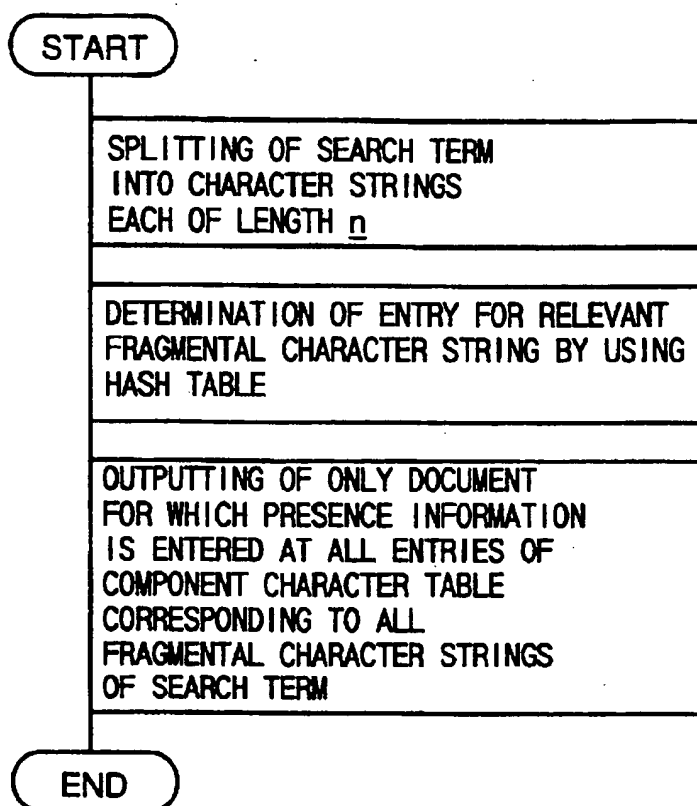 START
SPLITTING OF SEARCH TERM
INTO CHARACTER STRINGS
EACH OF LENGTH n
DETERMINATION OF ENTRY FOR RELEVANT
FRAGMENTAL CHARACTER STRING BY USING
HASH TABLE
OUTPUTTING OF ONLY DOCUMENT
FOR WHICH PRESENCE INFORMATION
IS ENTERED AT ALL ENTRIES OF
COMPONENT CHARACTER TABLE
CORRESPONDING TO ALL
FRAGMENTAL CHARACTER STRINGS
OF SEARCH TERM
END